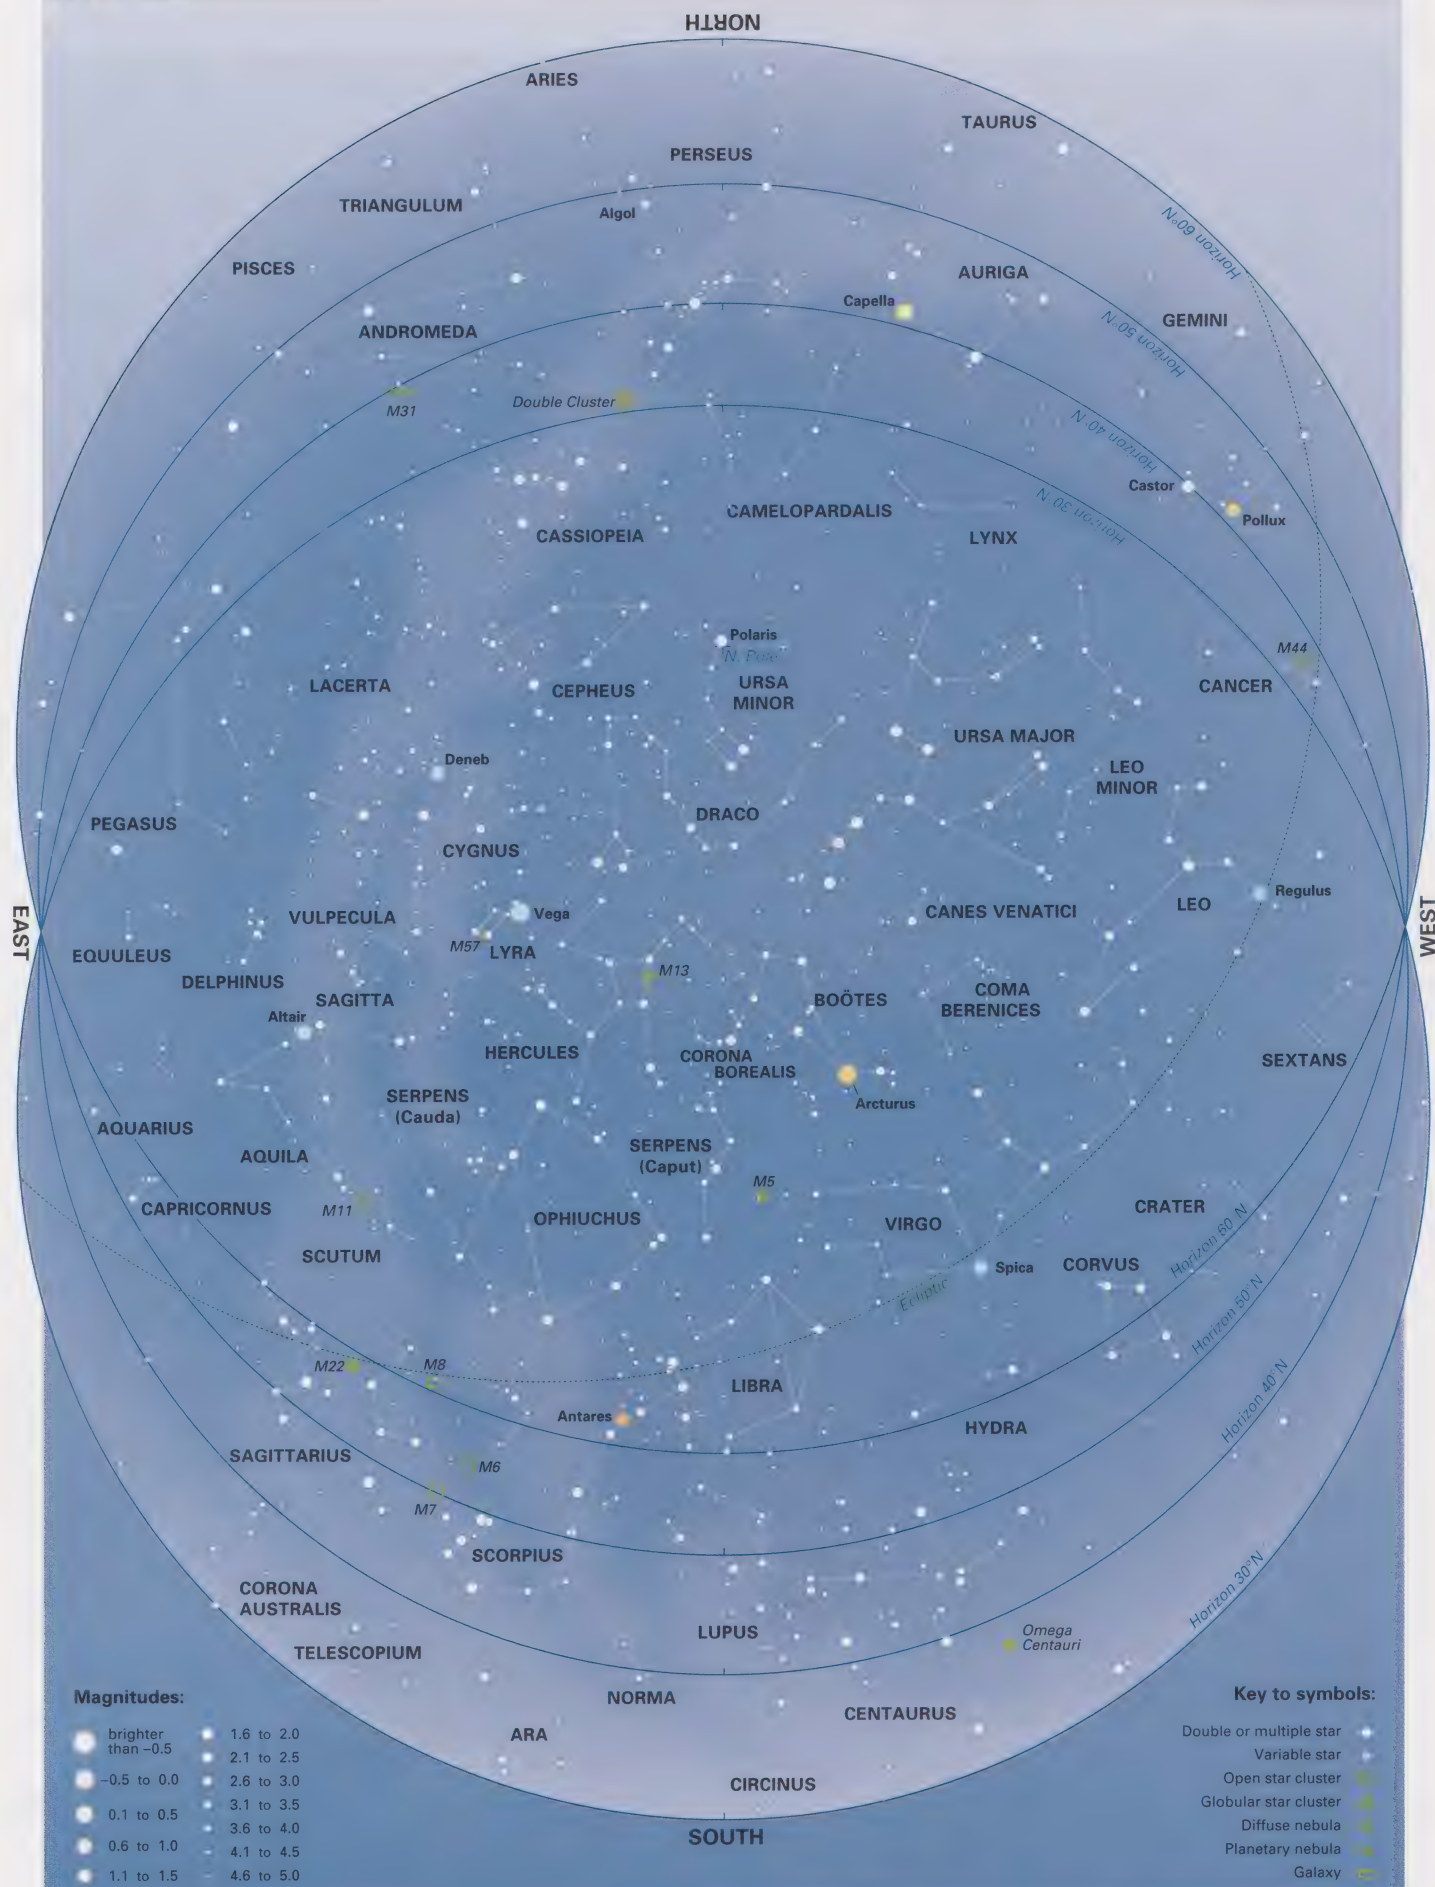 NORTH
ARIES
TAURUS
PERSEUS
TRIANGULUM
Algol
Horizon 60°N
PISCES
AURIGA
Capella
GEMINI
ANDROMEDA
Horizon 50°N
M31
Double Cluster
Horizon 40°N
Castor
Pollux
Horizon 30°N
CAMELOPARDALIS
CASSIOPEIA
LYNX
Polaris
N. Pole
M44
LACERTA
CEPHEUS
URSA
MINOR
CANCER
URSA MAJOR
Deneb
LEO
MINOR
PEGASUS
DRACO
CYGNUS
Regulus
EAST
VULPECULA
Vega
CANES VENATICI
LEO
WEST
M57
LYRA
EQUULEUS
DELPHINUS
M13
SAGITTA
BOÖTES
COMA
BERENICES
Altair
HERCULES
CORONA
BOREALIS
SEXTANS
SERPENS
(Cauda)
Arcturus
AQUARIUS
AQUILA
SERPENS
(Caput)
M5
CAPRICORNUS
M11
OPHIUCHUS
VIRGO
CRATER
SCUTUM
Spica
CORVUS
Horizon 60°N
Ecliptic
Horizon 50°N
M22
M8
LIBRA
Antares
Horizon 40°N
HYDRA
SAGITTARIUS
M6
M7
SCORPIUS
CORONA
AUSTRALIS
Horizon 30°N
LUPUS
Omega
Centauri
TELESCOPIUM
NORMA
CENTAURUS
ARA
CIRCINUS
SOUTH
Magnitudes:
brighter
than –0.5
–0.5 to 0.0
0.1 to 0.5
0.6 to 1.0
1.1 to 1.5
1.6 to 2.0
2.1 to 2.5
2.6 to 3.0
3.1 to 3.5
3.6 to 4.0
4.1 to 4.5
4.6 to 5.0
Key to symbols:
Double or multiple star
Variable star
Open star cluster
Globular star cluster
Diffuse nebula
Planetary nebula
Galaxy